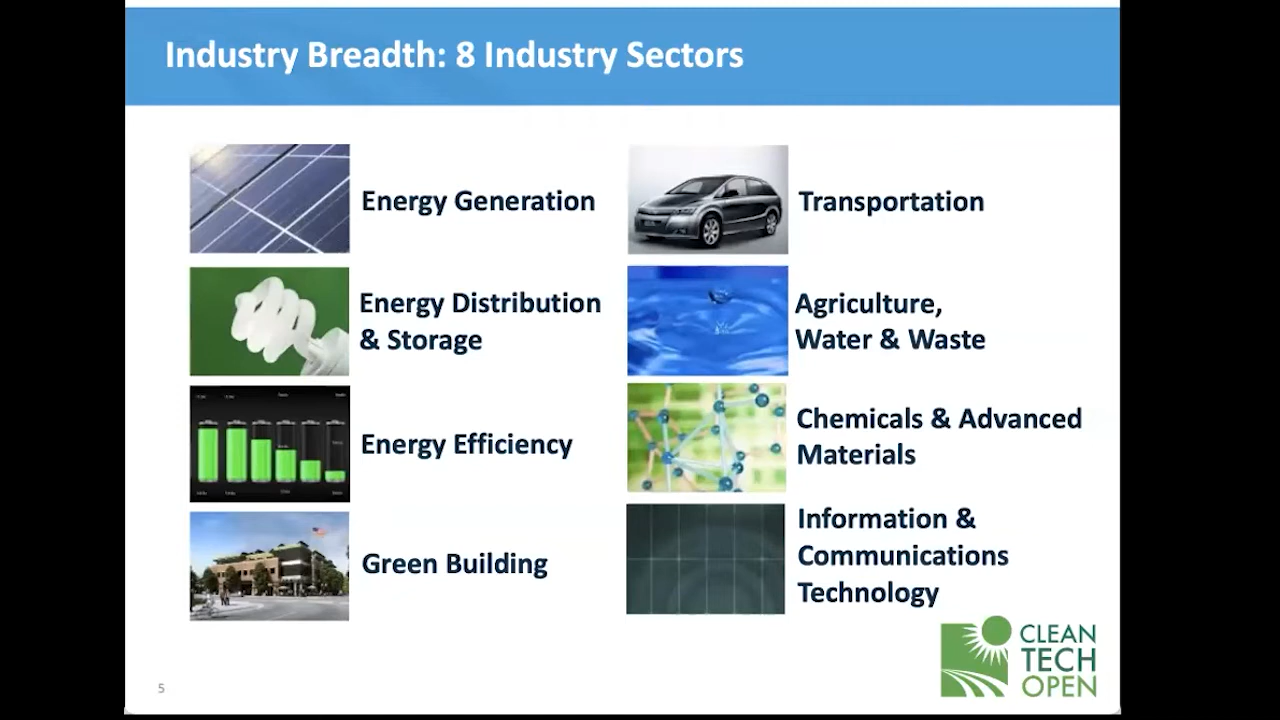 Industry Breadth: 8 Industry Sectors
Energy Generation
Energy Distribution
& Storage
Energy Efficiency
Green Building
Transportation
Agriculture,
Water & Waste
Chemicals & Advanced
Materials
Information &
Communications
Technology
CLEAN
TECH
OPEN
5